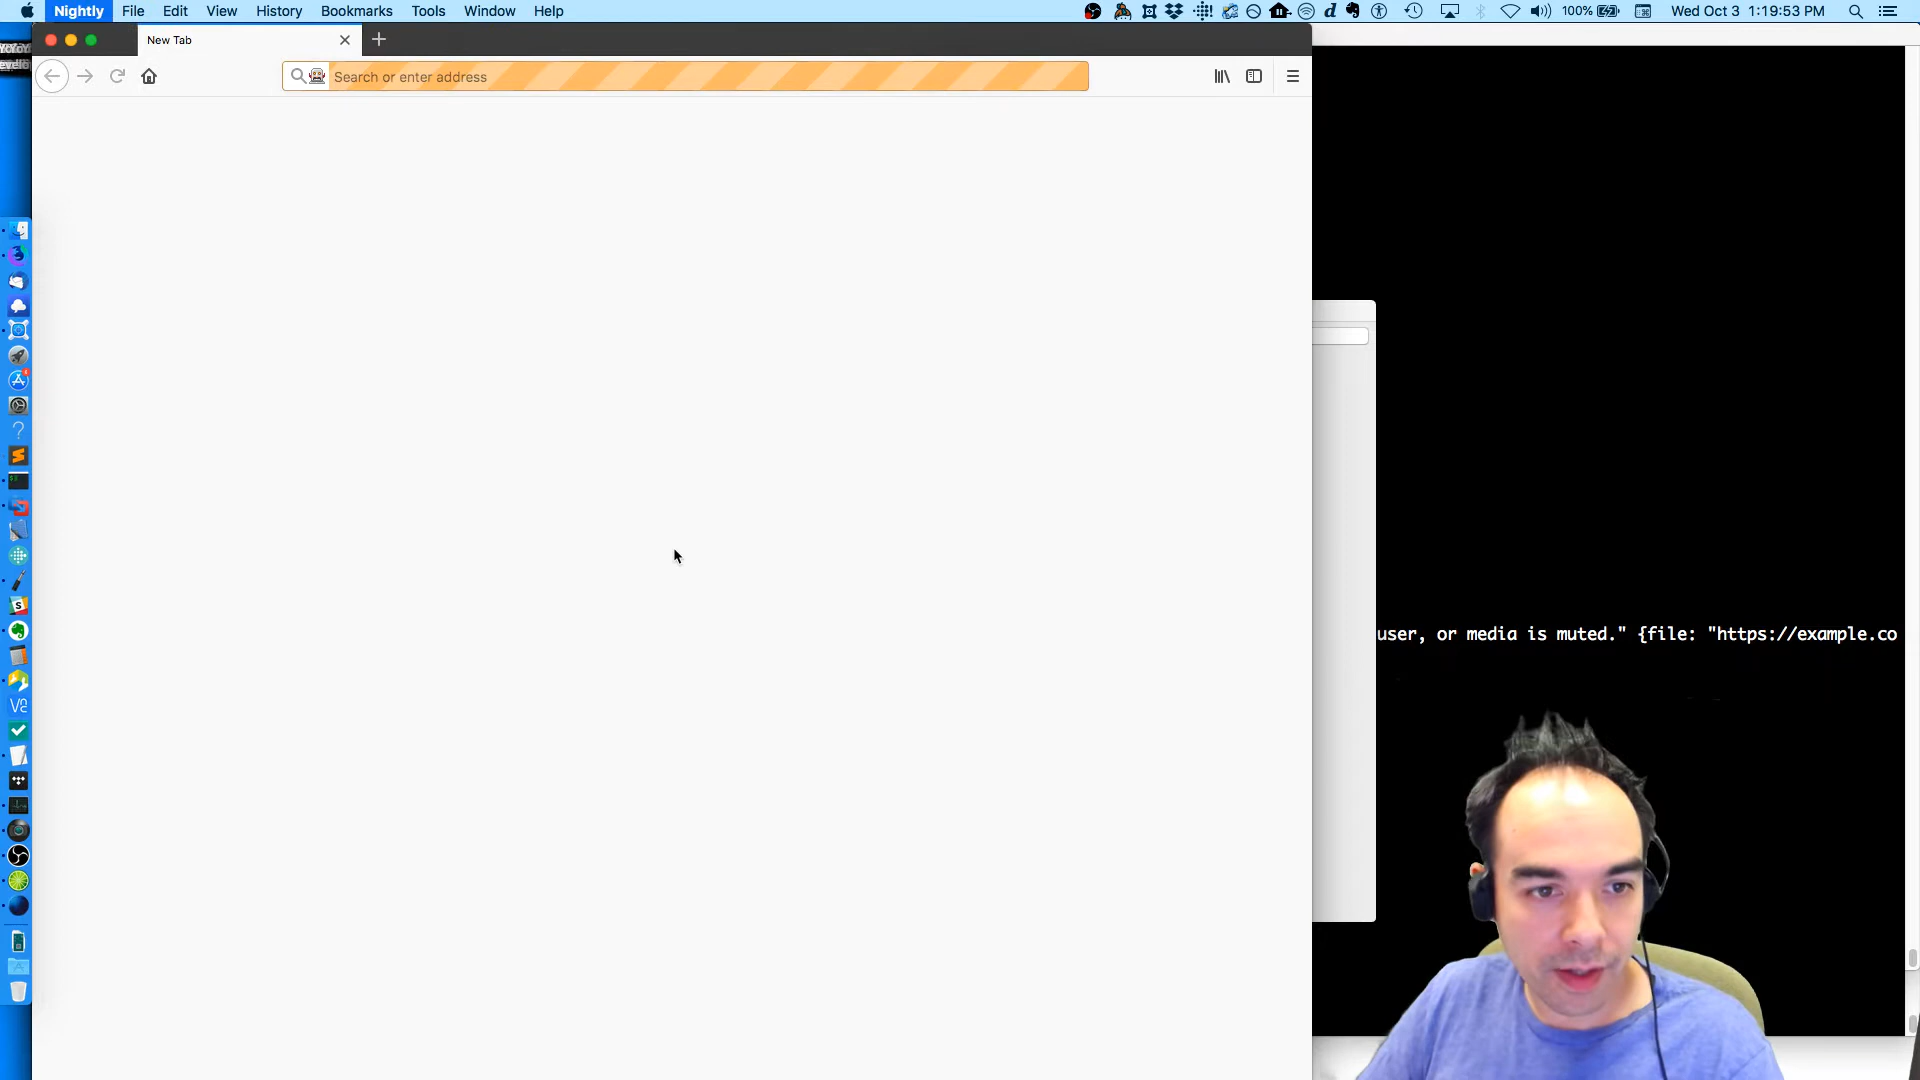 Nightly File Edit View History Bookmarks Tools Window Help
100% Wed Oct 3 1:19:53 PM
New Tab
Search or enter address
user, or media is muted." {file: "https://example.co